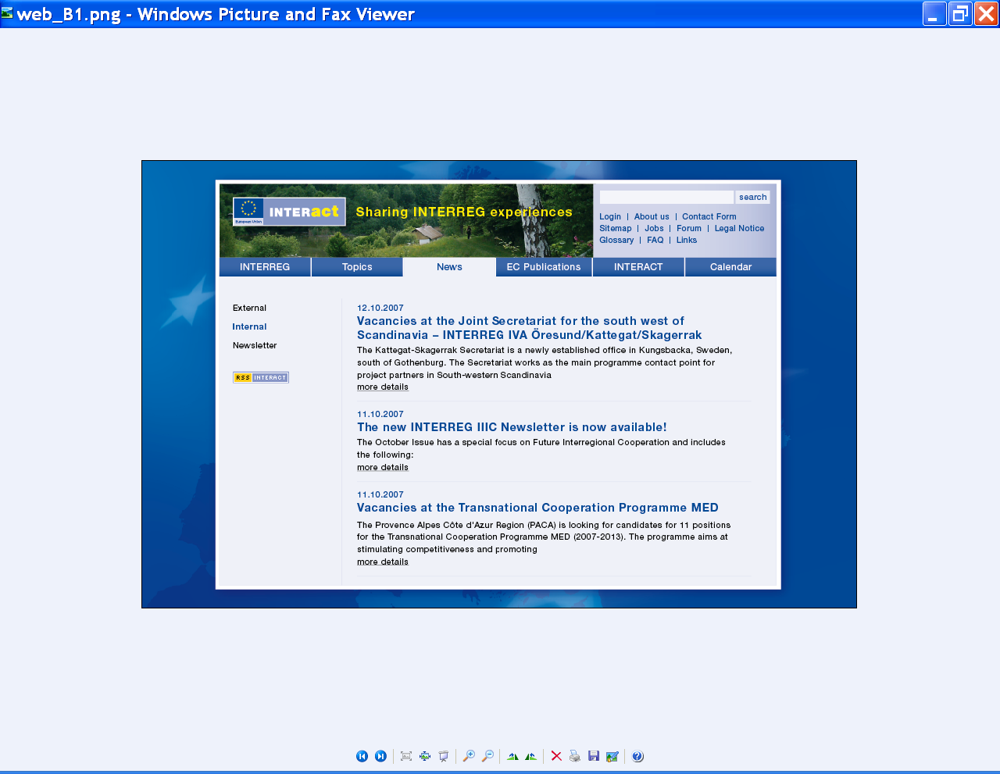 web_B1.png - Windows Picture and Fax Viewer
European Union
INTERact
Sharing INTERREG experiences
search
Login | About us | Contact Form
Sitemap | Jobs | Forum | Legal Notice
Glossary | FAQ | Links
INTERREG Topics News EC Publications INTERACT Calendar
External
Internal
Newsletter
RSS INTERACT
12.10.2007
Vacancies at the Joint Secretariat for the south west of
Scandinavia – INTERREG IVA Öresund/Kattegat/Skagerrak
The Kattegat-Skagerrak Secretariat is a newly established office in Kungsbacka, Sweden,
south of Gothenburg. The Secretariat works as the main programme contact point for
project partners in South-western Scandinavia
more details
11.10.2007
The new INTERREG IIIC Newsletter is now available!
The October Issue has a special focus on Future Interregional Cooperation and includes
the following:
more details
11.10.2007
Vacancies at the Transnational Cooperation Programme MED
The Provence Alpes Côte d'Azur Region (PACA) is looking for candidates for 11 positions
for the Transnational Cooperation Programme MED (2007-2013). The programme aims at
stimulating competitiveness and promoting
more details